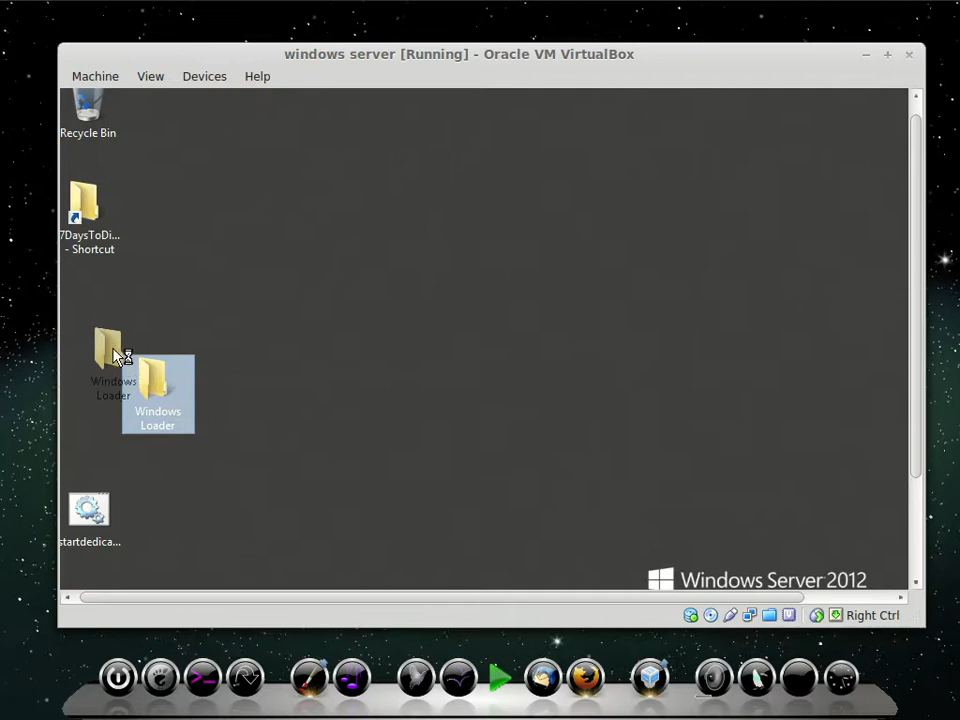 windows server [Running] - Oracle VM VirtualBox
Machine View Devices Help
Recycle Bin
7DaysToDi...
- Shortcut
Windows
Loader
Windows
Loader
startdedica...
Windows Server 2012
Right Ctrl